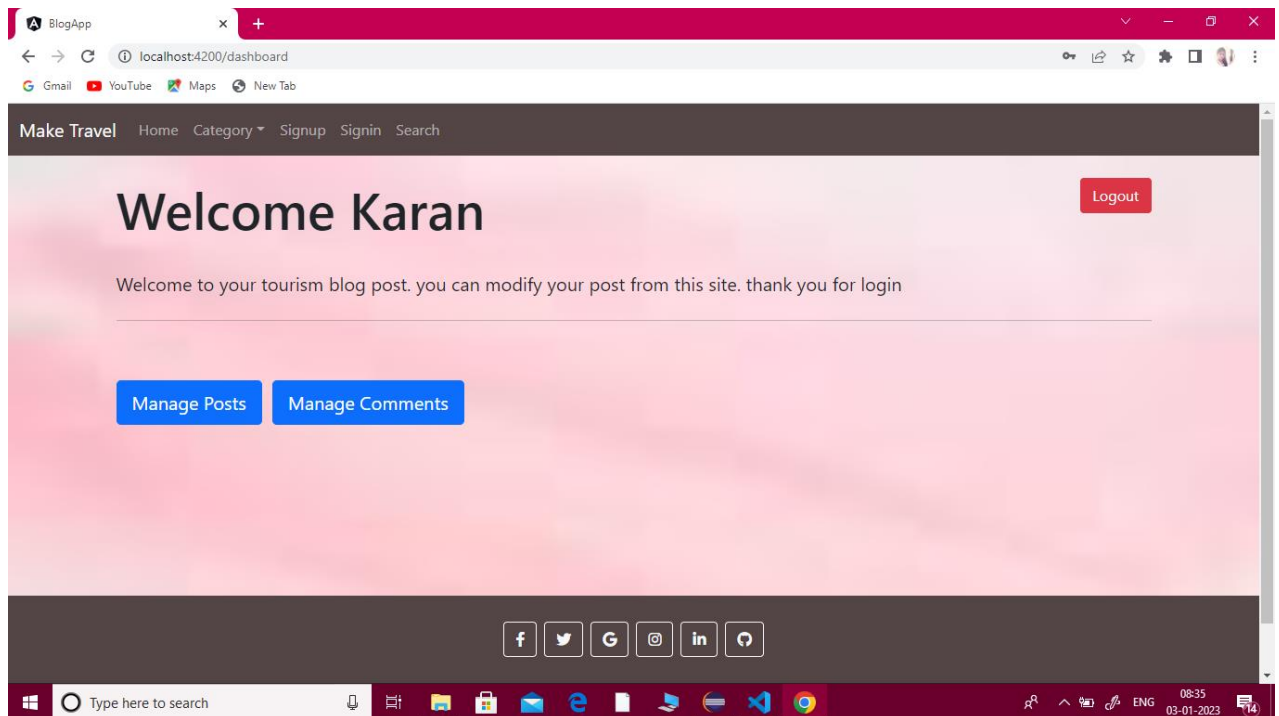 BlogApp
localhost:4200/dashboard
Gmail YouTube Maps New Tab
Make Travel Home Category Signup Signin Search
Welcome Karan
Logout
Welcome to your tourism blog post. you can modify your post from this site. thank you for login
Manage Posts Manage Comments
Type here to search
ENG
08:35
03-01-2023
14